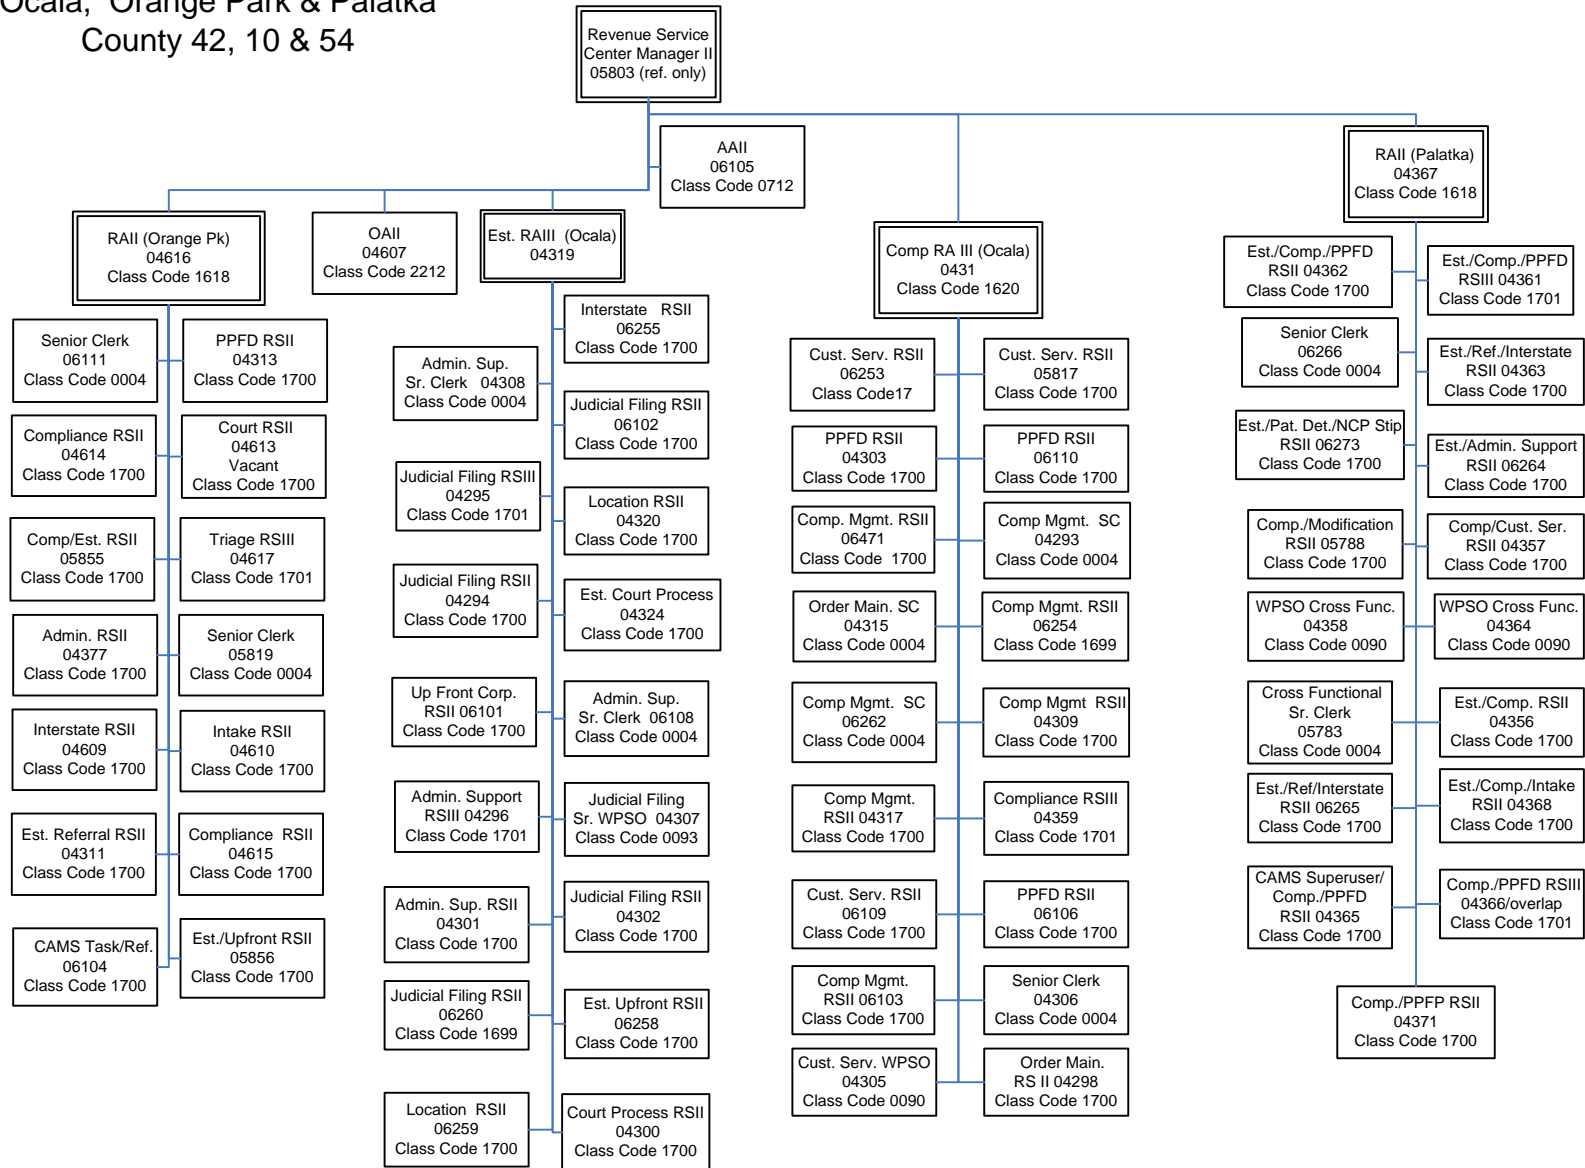 Ocala, Orange Park & Palatka
County 42, 10 & 54
Revenue Service
Center Manager II
05803 (ref. only)
AAII
06105
Class Code 0712
RAII (Palatka)
04367
Class Code 1618
RAII (Orange Pk)
04616
Class Code 1618
OAII
04607
Class Code 2212
Est. RAIII (Ocala)
04319
Comp RA III (Ocala)
0431
Class Code 1620
Senior Clerk
06111
Class Code 0004
PPFD RSII
04313
Class Code 1700
Compliance RSII
04614
Class Code 1700
Court RSII
04613
Vacant
Class Code 1700
Comp/Est. RSII
05855
Class Code 1700
Triage RSIII
04617
Class Code 1701
Admin. RSII
04377
Class Code 1700
Senior Clerk
05819
Class Code 0004
Interstate RSII
04609
Class Code 1700
Intake RSII
04610
Class Code 1700
Est. Referral RSII
04311
Class Code 1700
Compliance RSII
04615
Class Code 1700
CAMS Task/Ref.
06104
Class Code 1700
Est./Upfront RSII
05856
Class Code 1700
Interstate RSII
06255
Class Code 1700
Admin. Sup.
Sr. Clerk 04308
Class Code 0004
Judicial Filing RSII
06102
Class Code 1700
Judicial Filing RSIII
04295
Class Code 1701
Location RSII
04320
Class Code 1700
Judicial Filing RSII
04294
Class Code 1700
Est. Court Process
04324
Class Code 1700
Up Front Corp.
RSII 06101
Class Code 1700
Admin. Sup.
Sr. Clerk 06108
Class Code 0004
Admin. Support
RSIII 04296
Class Code 1701
Judicial Filing
Sr. WPSO 04307
Class Code 0093
Admin. Sup. RSII
04301
Class Code 1700
Judicial Filing RSII
04302
Class Code 1700
Judicial Filing RSII
06260
Class Code 1699
Est. Upfront RSII
06258
Class Code 1700
Location RSII
06259
Class Code 1700
Court Process RSII
04300
Class Code 1700
Cust. Serv. RSII
06253
Class Code17
Cust. Serv. RSII
05817
Class Code 1700
PPFD RSII
04303
Class Code 1700
PPFD RSII
06110
Class Code 1700
Comp. Mgmt. RSII
06471
Class Code 1700
Comp Mgmt. SC
04293
Class Code 0004
Order Main. SC
04315
Class Code 0004
Comp Mgmt. RSII
06254
Class Code 1699
Comp Mgmt. SC
06262
Class Code 0004
Comp Mgmt RSII
04309
Class Code 1700
Comp Mgmt.
RSII 04317
Class Code 1700
Compliance RSIII
04359
Class Code 1701
Cust. Serv. RSII
06109
Class Code 1700
PPFD RSII
06106
Class Code 1700
Comp Mgmt.
RSII 06103
Class Code 1700
Senior Clerk
04306
Class Code 0004
Cust. Serv. WPSO
04305
Class Code 0090
Order Main.
RS II 04298
Class Code 1700
Est./Comp./PPFD
RSII 04362
Class Code 1700
Est./Comp./PPFD
RSIII 04361
Class Code 1701
Senior Clerk
06266
Class Code 0004
Est./Ref./Interstate
RSII 04363
Class Code 1700
Est./Pat. Det./NCP Stip
RSII 06273
Class Code 1700
Est./Admin. Support
RSII 06264
Class Code 1700
Comp./Modification
RSII 05788
Class Code 1700
Comp/Cust. Ser.
RSII 04357
Class Code 1700
WPSO Cross Func.
04358
Class Code 0090
WPSO Cross Func.
04364
Class Code 0090
Cross Functional
Sr. Clerk
05783
Class Code 0004
Est./Comp. RSII
04356
Class Code 1700
Est./Ref/Interstate
RSII 06265
Class Code 1700
Est./Comp./Intake
RSII 04368
Class Code 1700
CAMS Superuser/
Comp./PPFD
RSII 04365
Class Code 1700
Comp./PPFD RSIII
04366/overlap
Class Code 1701
Comp./PPFP RSII
04371
Class Code 1700